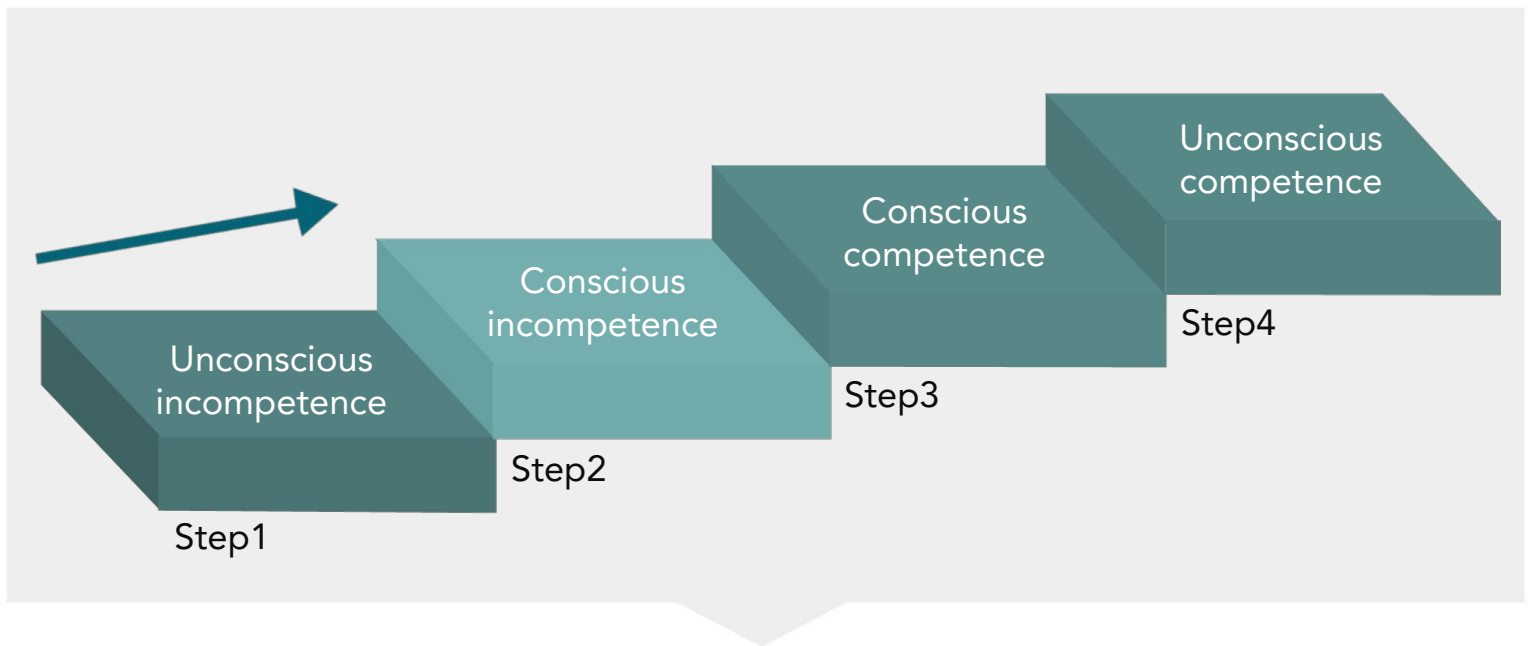 Unconscious
incompetence
Step1
Conscious
incompetence
Step2
Conscious
competence
Step3
Unconscious
competence
Step4